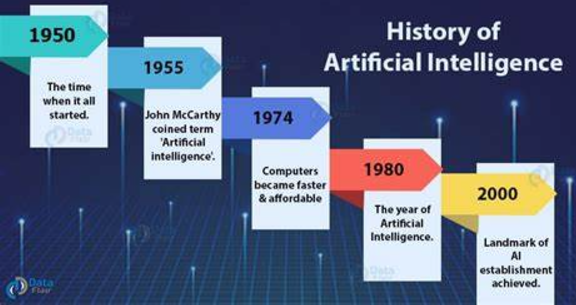 History of
Artificial Intelligence
1950
The time
when it all
started.
1955
John McCarthy
coined term
'Artificial
intelligence'.
1974
Computers
became faster
& affordable
1980
The year of
Artificial
Intelligence.
2000
Landmark of
AI
establishment
achieved.
Data
Flair